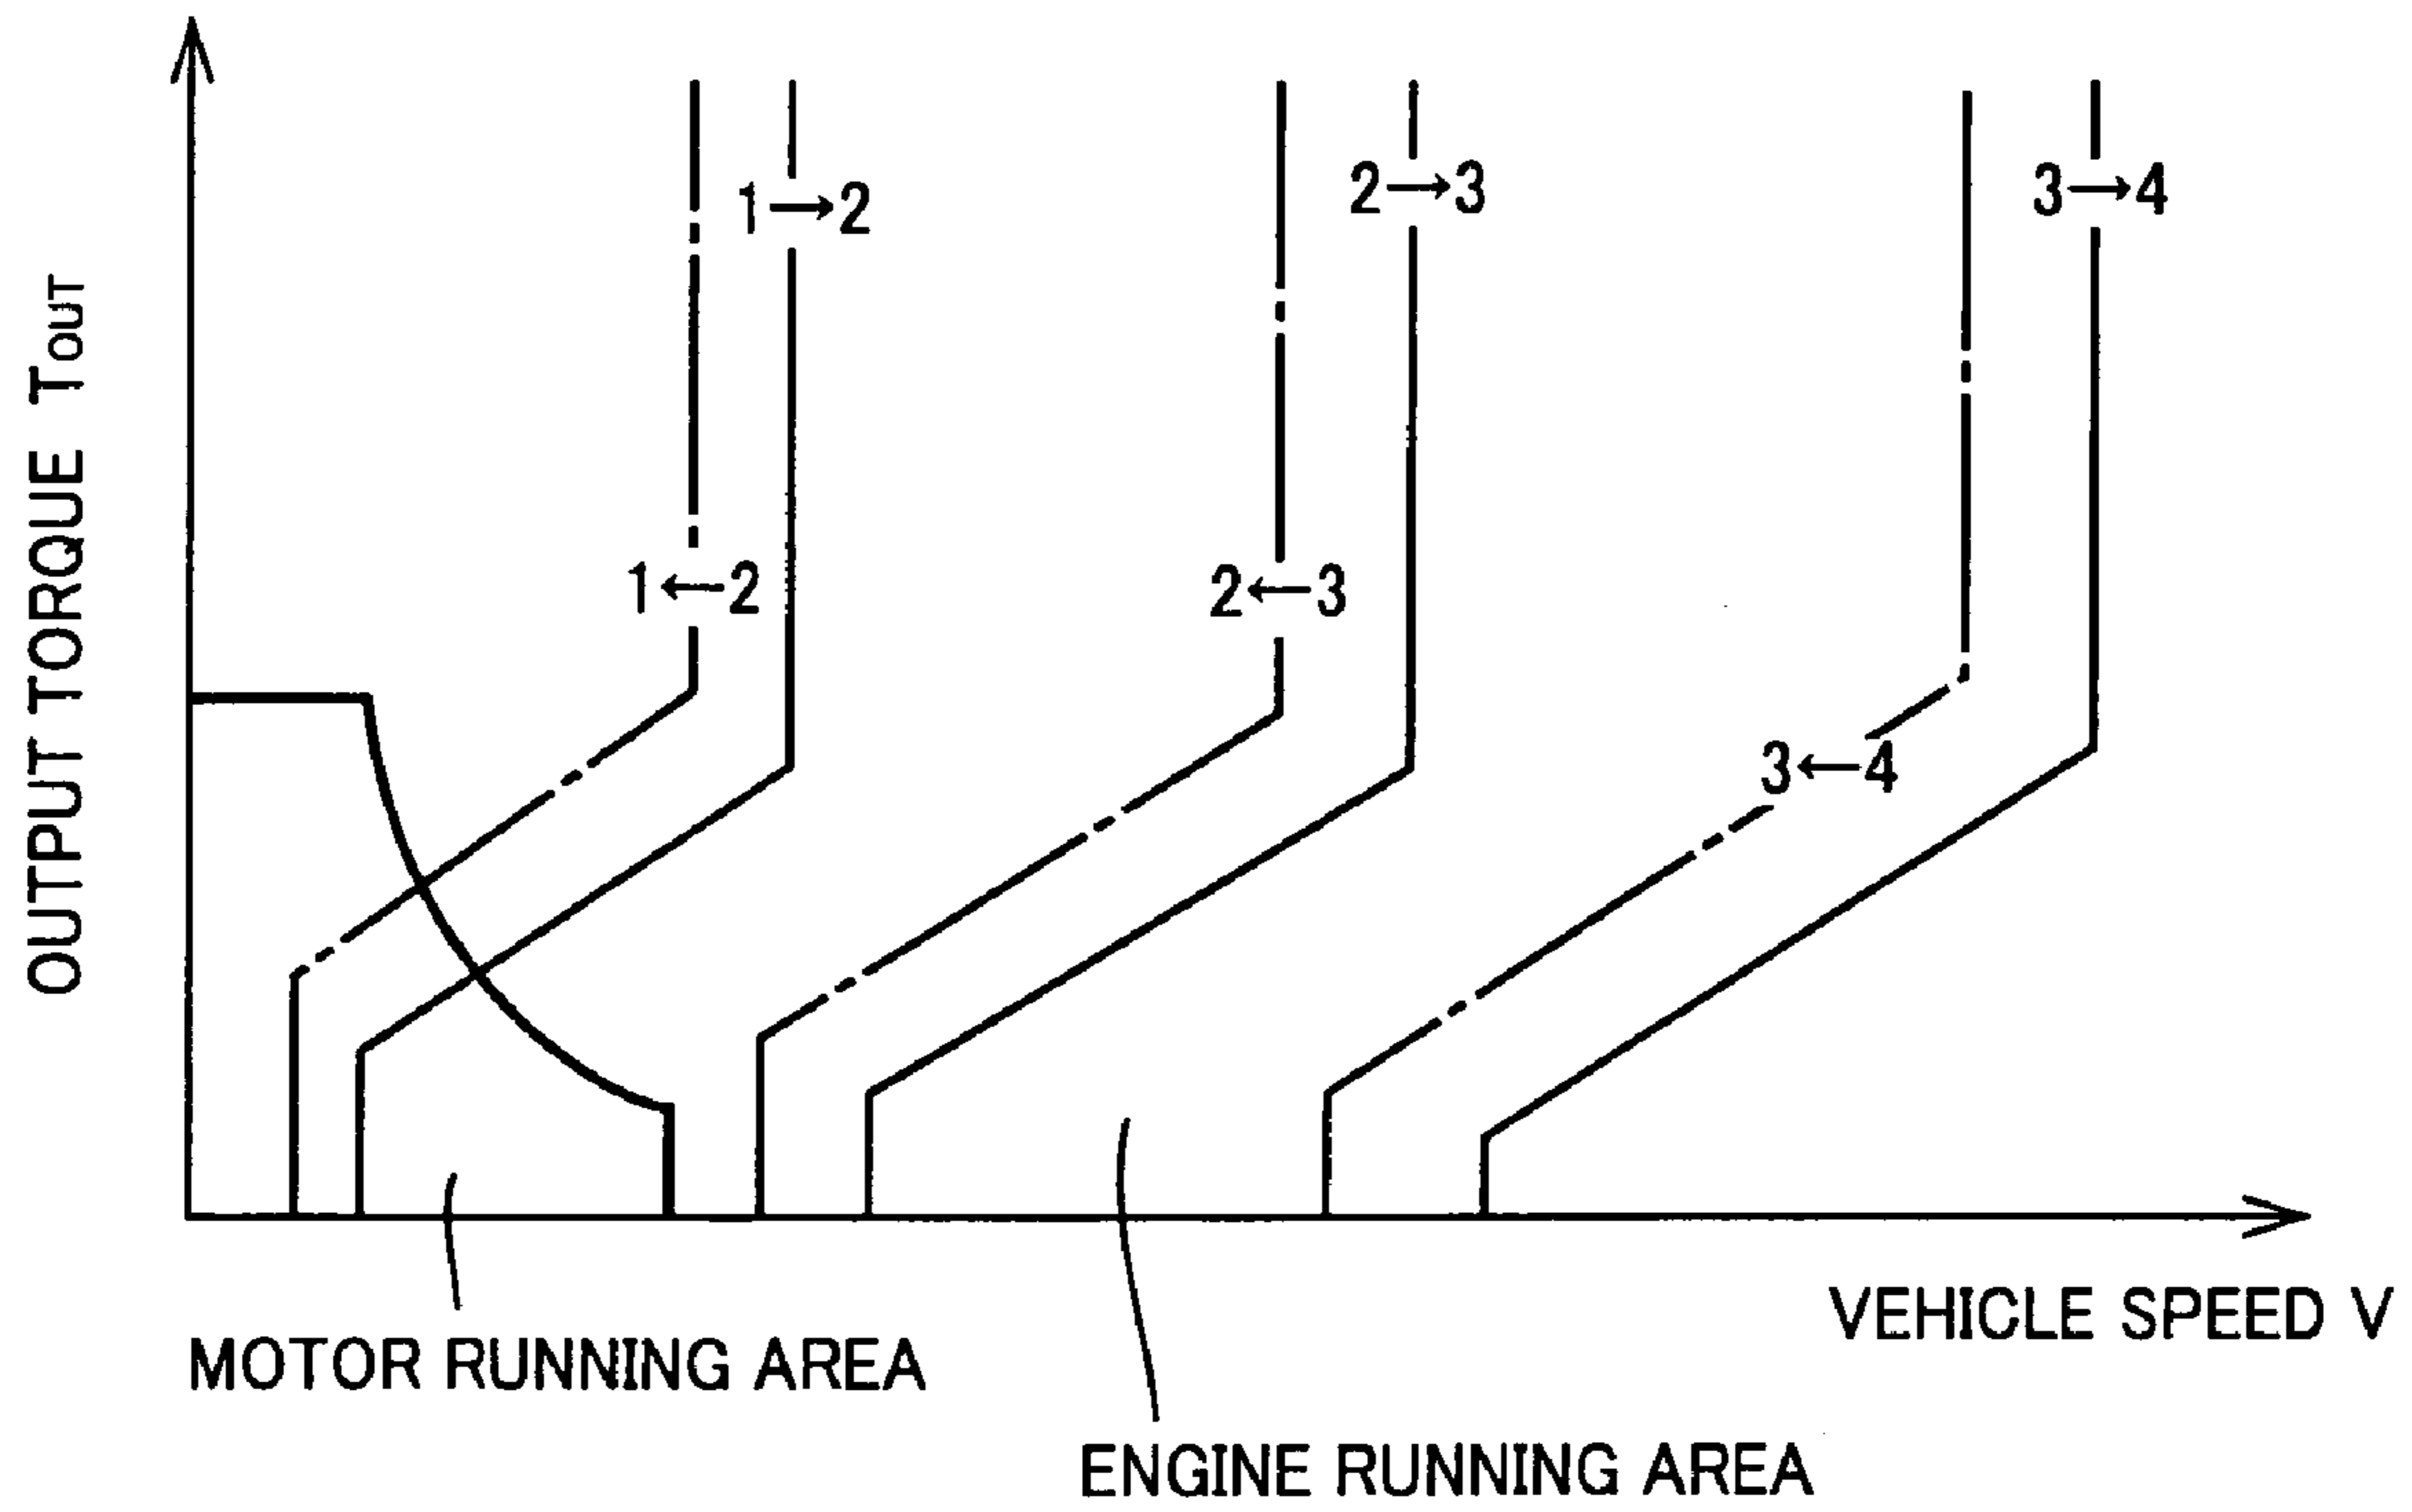 OUTPUT TORQUE TOUT
1→2
2→3
3→4
1←2
2←3
3←4
VEHICLE SPEED V
MOTOR RUNNING AREA
ENGINE RUNNING AREA